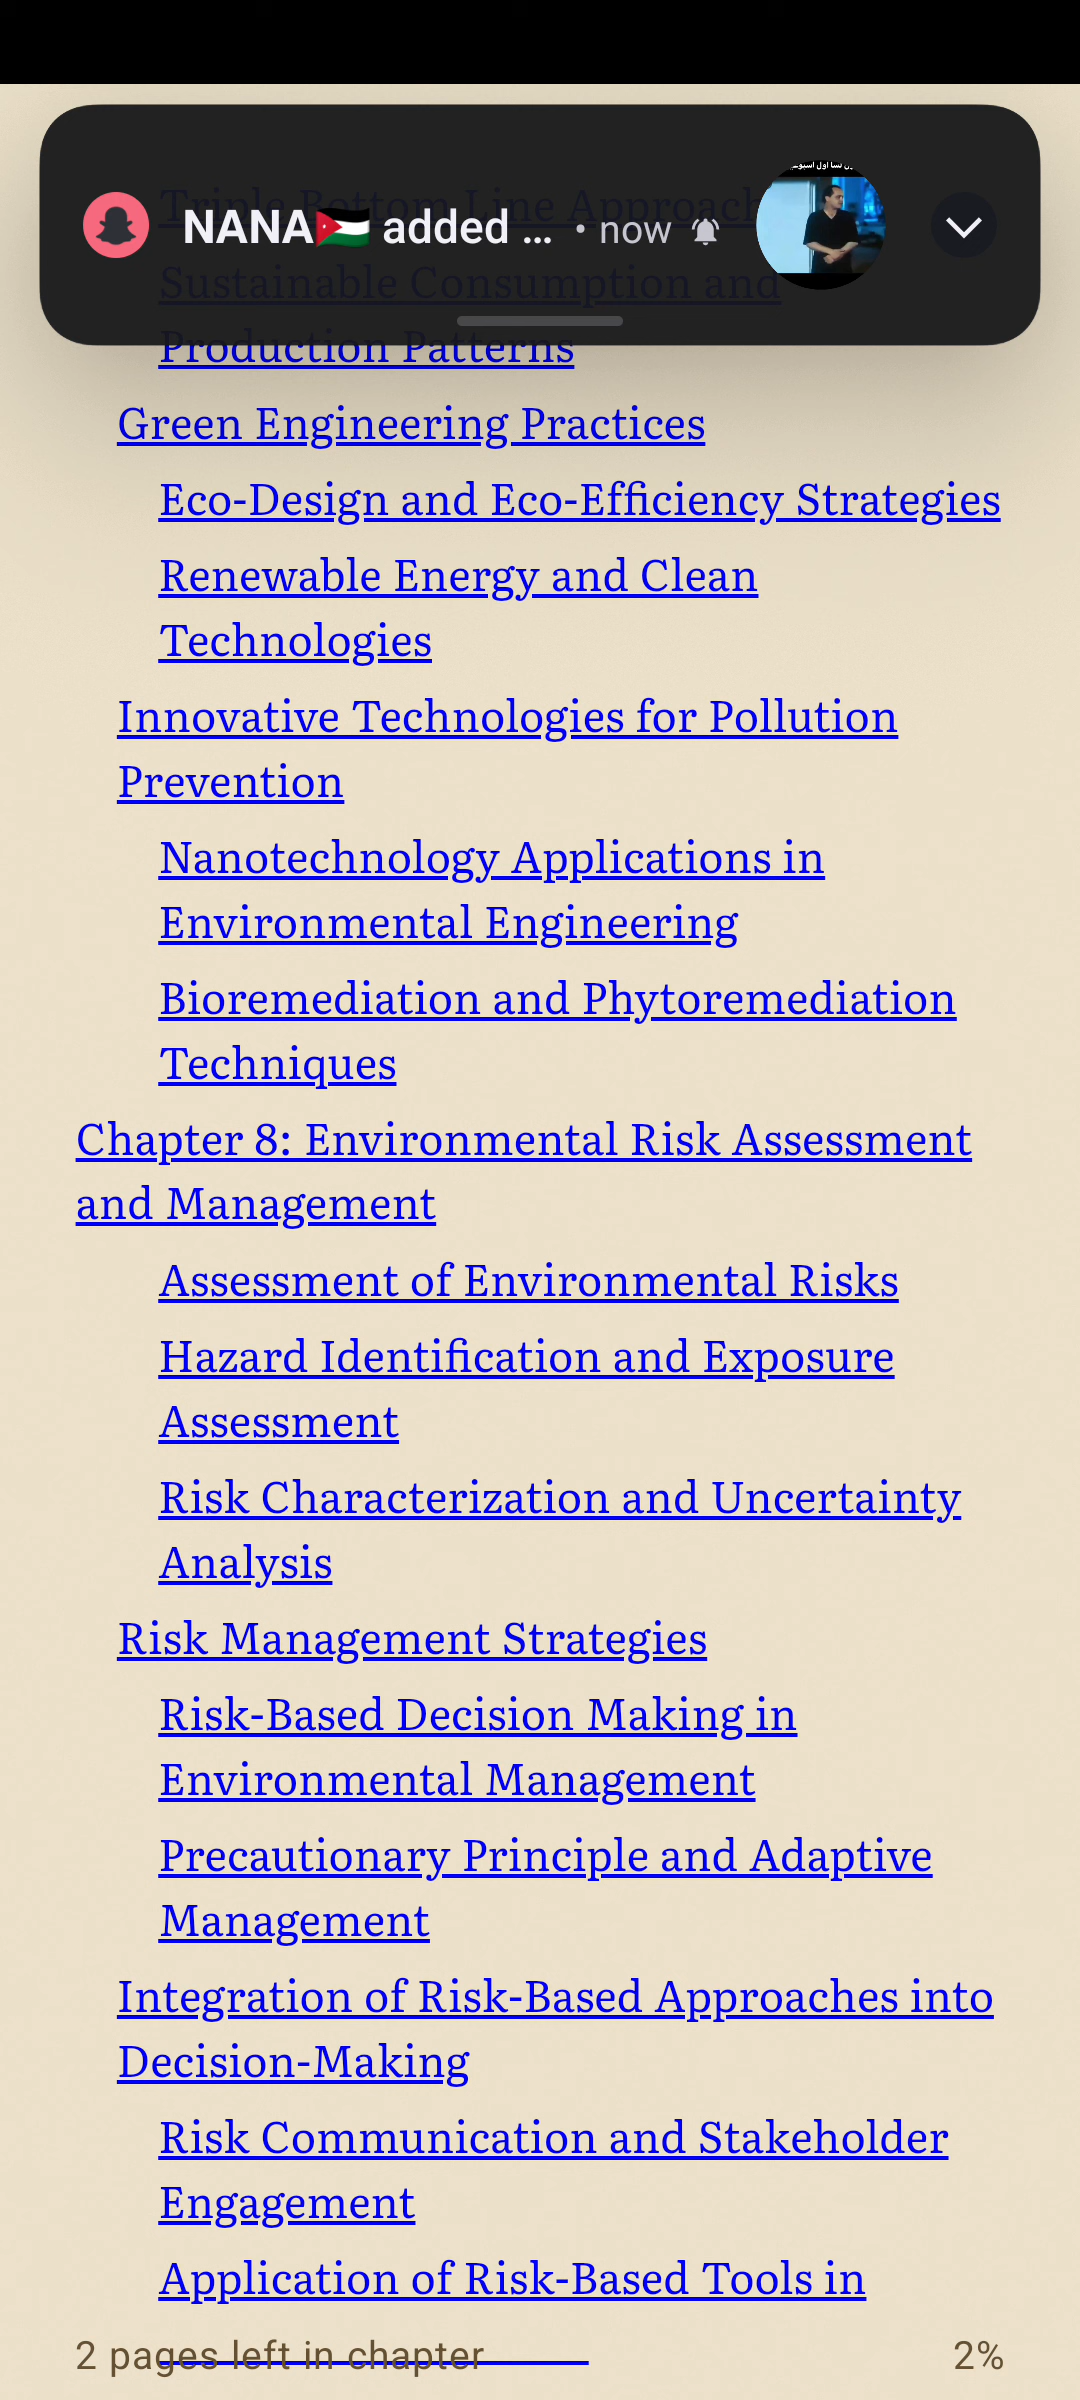 NANA🇯🇴 added ... • now
Triple Bottom Line Approach
Sustainable Consumption and
Production Patterns
Green Engineering Practices
Eco-Design and Eco-Efficiency Strategies
Renewable Energy and Clean
Technologies
Innovative Technologies for Pollution
Prevention
Nanotechnology Applications in
Environmental Engineering
Bioremediation and Phytoremediation
Techniques
Chapter 8: Environmental Risk Assessment
and Management
Assessment of Environmental Risks
Hazard Identification and Exposure
Assessment
Risk Characterization and Uncertainty
Analysis
Risk Management Strategies
Risk-Based Decision Making in
Environmental Management
Precautionary Principle and Adaptive
Management
Integration of Risk-Based Approaches into
Decision-Making
Risk Communication and Stakeholder
Engagement
Application of Risk-Based Tools in
2 pages left in chapter 2%